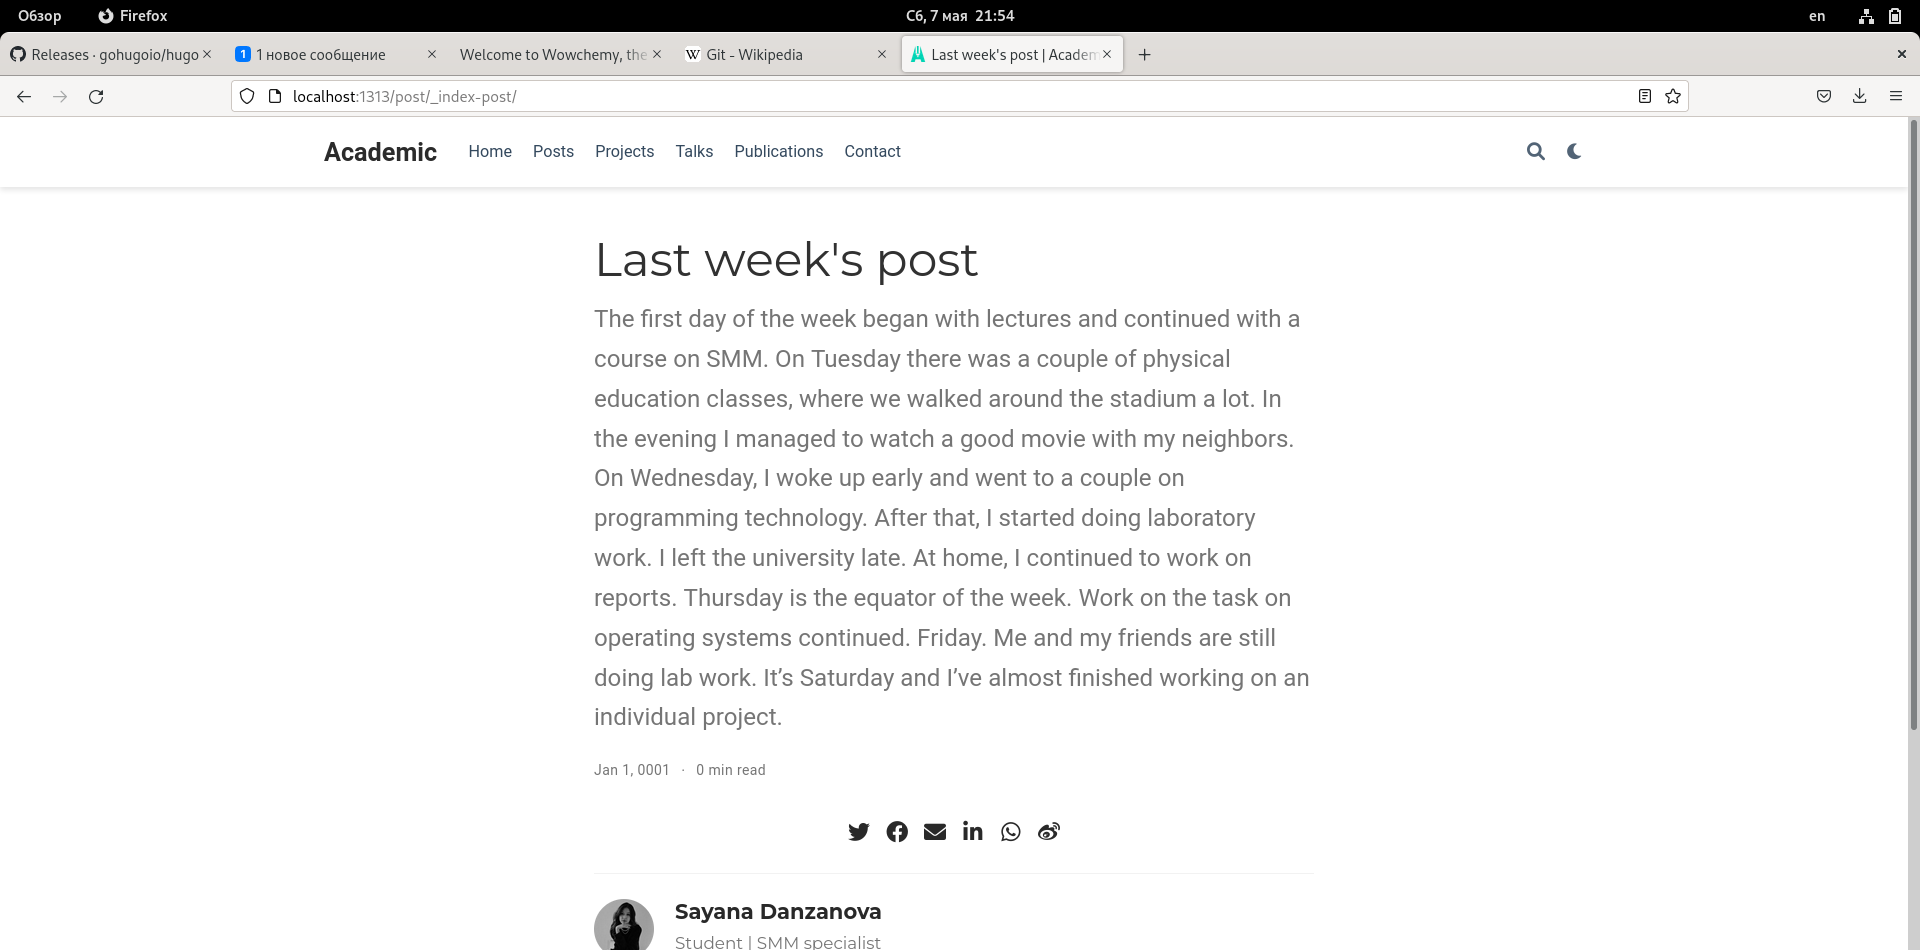 Обзор Firefox Сб, 7 мая 21:54 en
Releases · gohugoio/hugo 1 1 новое сообщение Welcome to Wowchemy, the W Git - Wikipedia Last week's post | Academ
localhost:1313/post/_index-post/
Academic Home Posts Projects Talks Publications Contact
Last week's post
The first day of the week began with lectures and continued with a
course on SMM. On Tuesday there was a couple of physical
education classes, where we walked around the stadium a lot. In
the evening I managed to watch a good movie with my neighbors.
On Wednesday, I woke up early and went to a couple on
programming technology. After that, I started doing laboratory
work. I left the university late. At home, I continued to work on
reports. Thursday is the equator of the week. Work on the task on
operating systems continued. Friday. Me and my friends are still
doing lab work. It’s Saturday and I’ve almost finished working on an
individual project.
Jan 1, 0001 · 0 min read
Sayana Danzanova
Student | SMM specialist